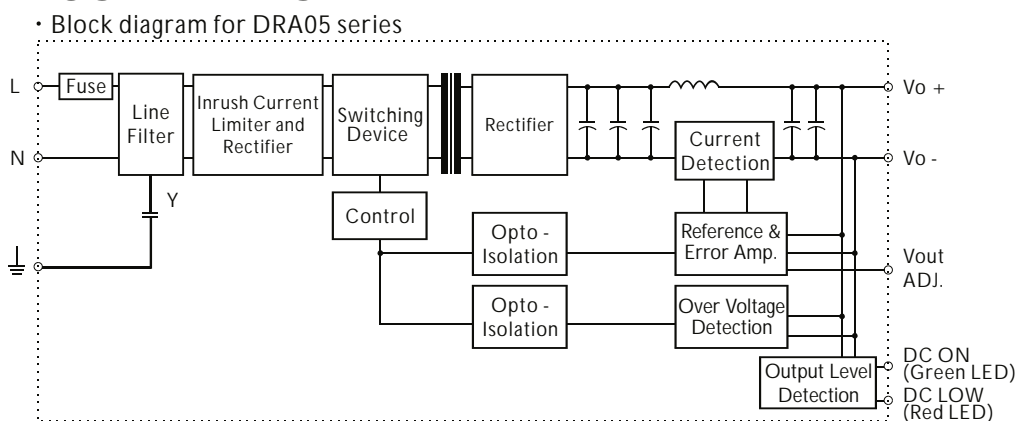 · Block diagram for DRA05 series
L
Fuse
Line
Filter
Inrush Current
Limiter and
Rectifier
Switching
Device
Rectifier
Current
Detection
Vo +
N
Vo -
Y
Control
Opto -
Isolation
Reference &
Error Amp.
Vout
ADJ.
Opto -
Isolation
Over Voltage
Detection
Output Level
Detection
DC ON
(Green LED)
DC LOW
(Red LED)